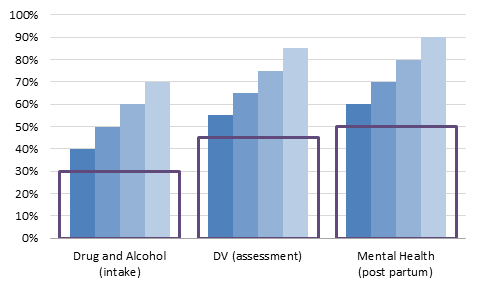 100%
90%
80%
70%
60%
50%
40%
30%
20%
10%
0%
Drug and Alcohol
(intake)
DV (assessment)
Mental Health
(post partum)